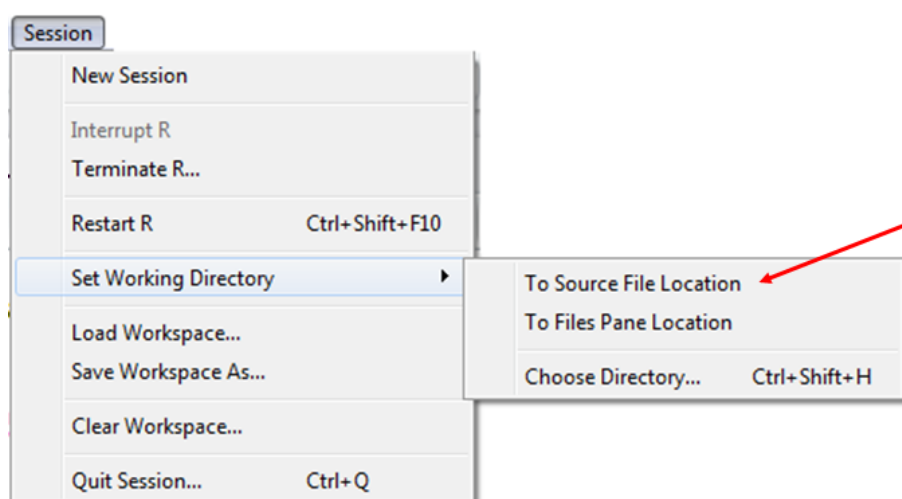 Session
New Session
Interrupt R
Terminate R...
Restart R Ctrl+Shift+F10
Set Working Directory
To Source File Location
To Files Pane Location
Choose Directory... Ctrl+Shift+H
Load Workspace...
Save Workspace As...
Clear Workspace...
Quit Session... Ctrl+Q